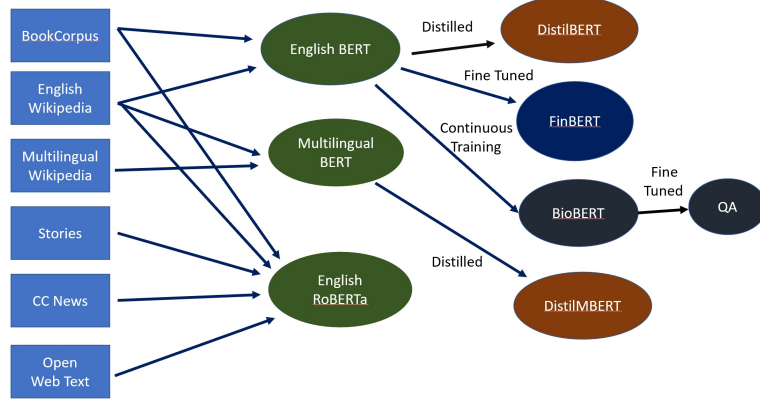 BookCorpus
English
Wikipedia
Multilingual
Wikipedia
Stories
CC News
Open
Web Text
English BERT
Multilingual
BERT
English
RoBERTa
Distilled
Fine Tuned
Continuous
Training
Distilled
DistilBERT
FinBERT
BioBERT
DistilMBERT
Fine
Tuned
QA